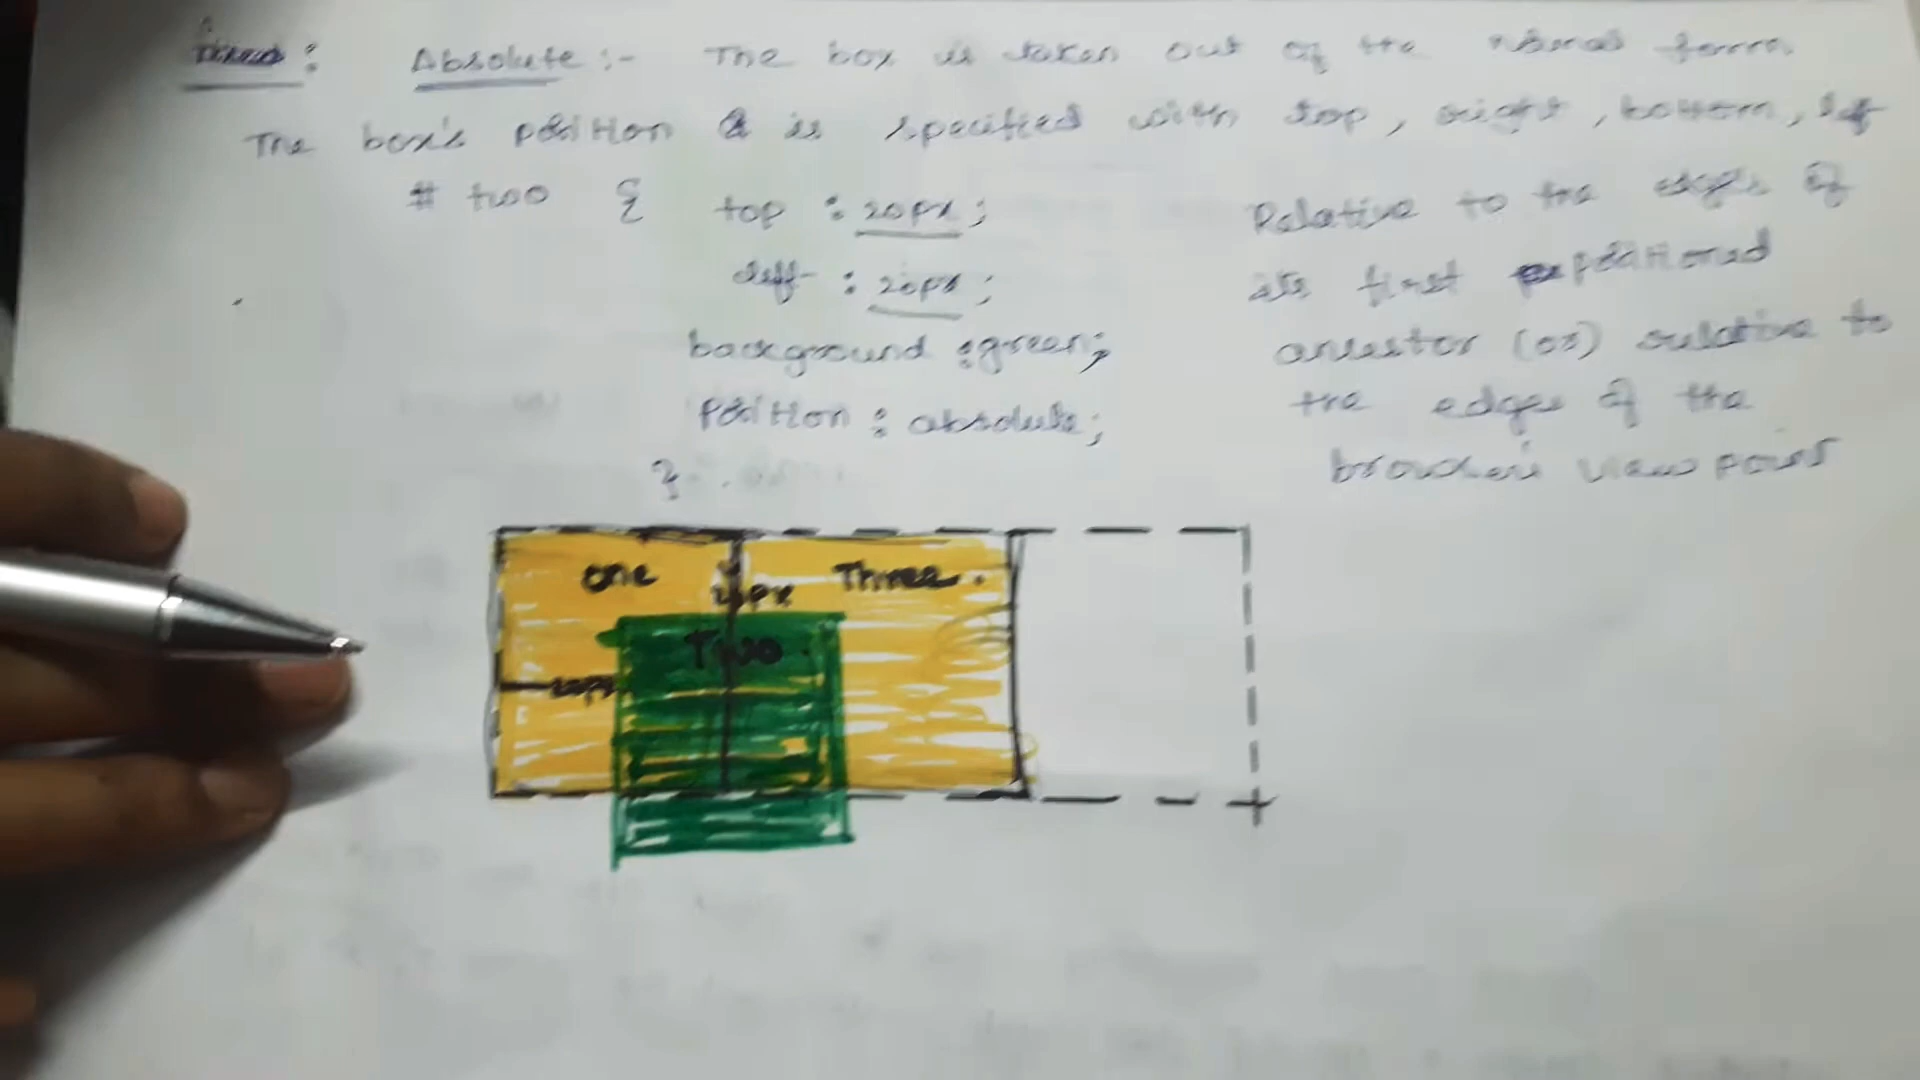 : Absolute :- The box is taken out of the normal form
The box's position is specified with top, right, bottom, left
# two { top : 20px;
left : 20px;
background : green;
position : absolute;
}
Relative to the edges of
its first positioned
ancestor (or) relative to
the edges of the
browser's view point
one
Three.
20px
Two.
20px